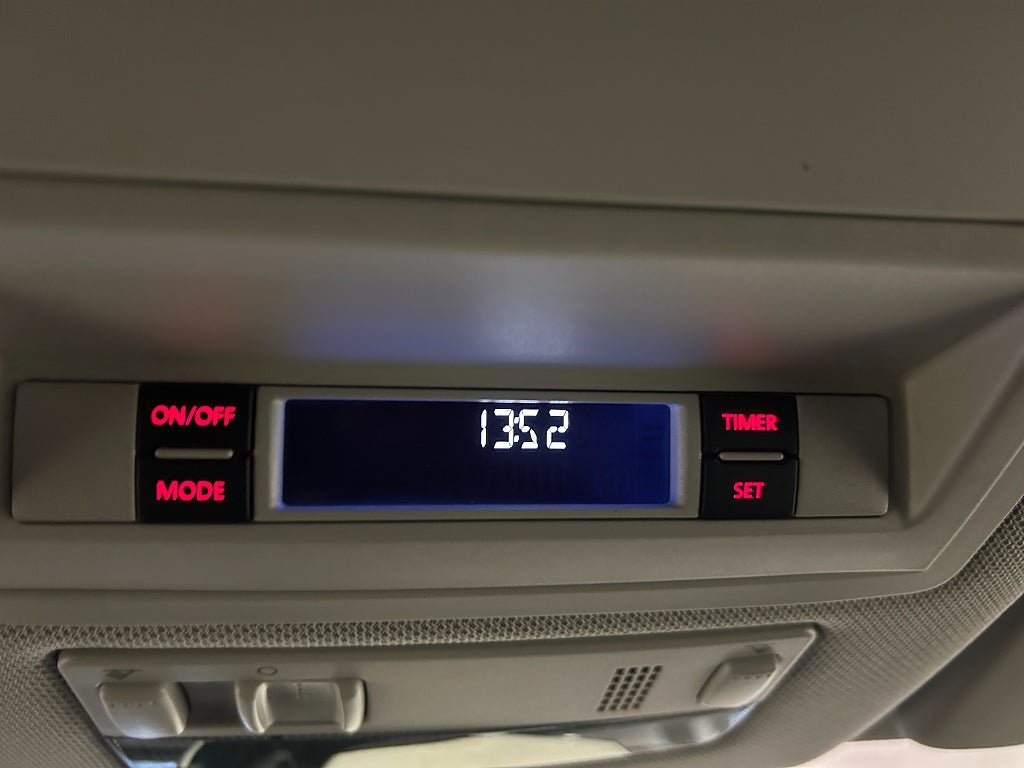 ON/OFF
MODE
13:52
TIMER
SET